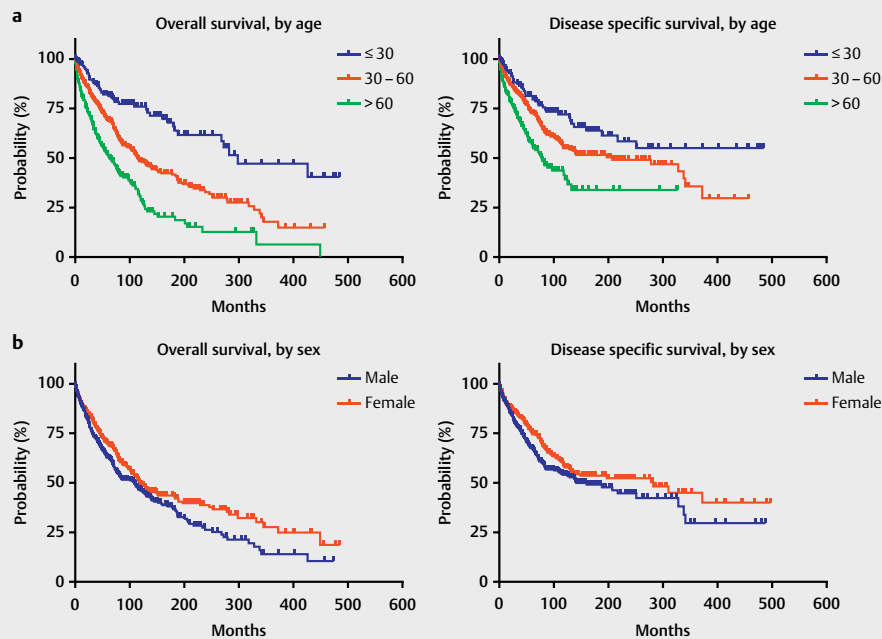 a
Overall survival, by age
Probability (%)
100
75
50
25
0
0 100 200 300 400 500 600
Months
≤ 30
30 – 60
> 60
Disease specific survival, by age
Probability (%)
100
75
50
25
0
0 100 200 300 400 500 600
Months
≤ 30
30 – 60
> 60
b
Overall survival, by sex
Probability (%)
100
75
50
25
0
0 100 200 300 400 500 600
Months
Male
Female
Disease specific survival, by sex
Probability (%)
100
75
50
25
0
0 100 200 300 400 500 600
Months
Male
Female